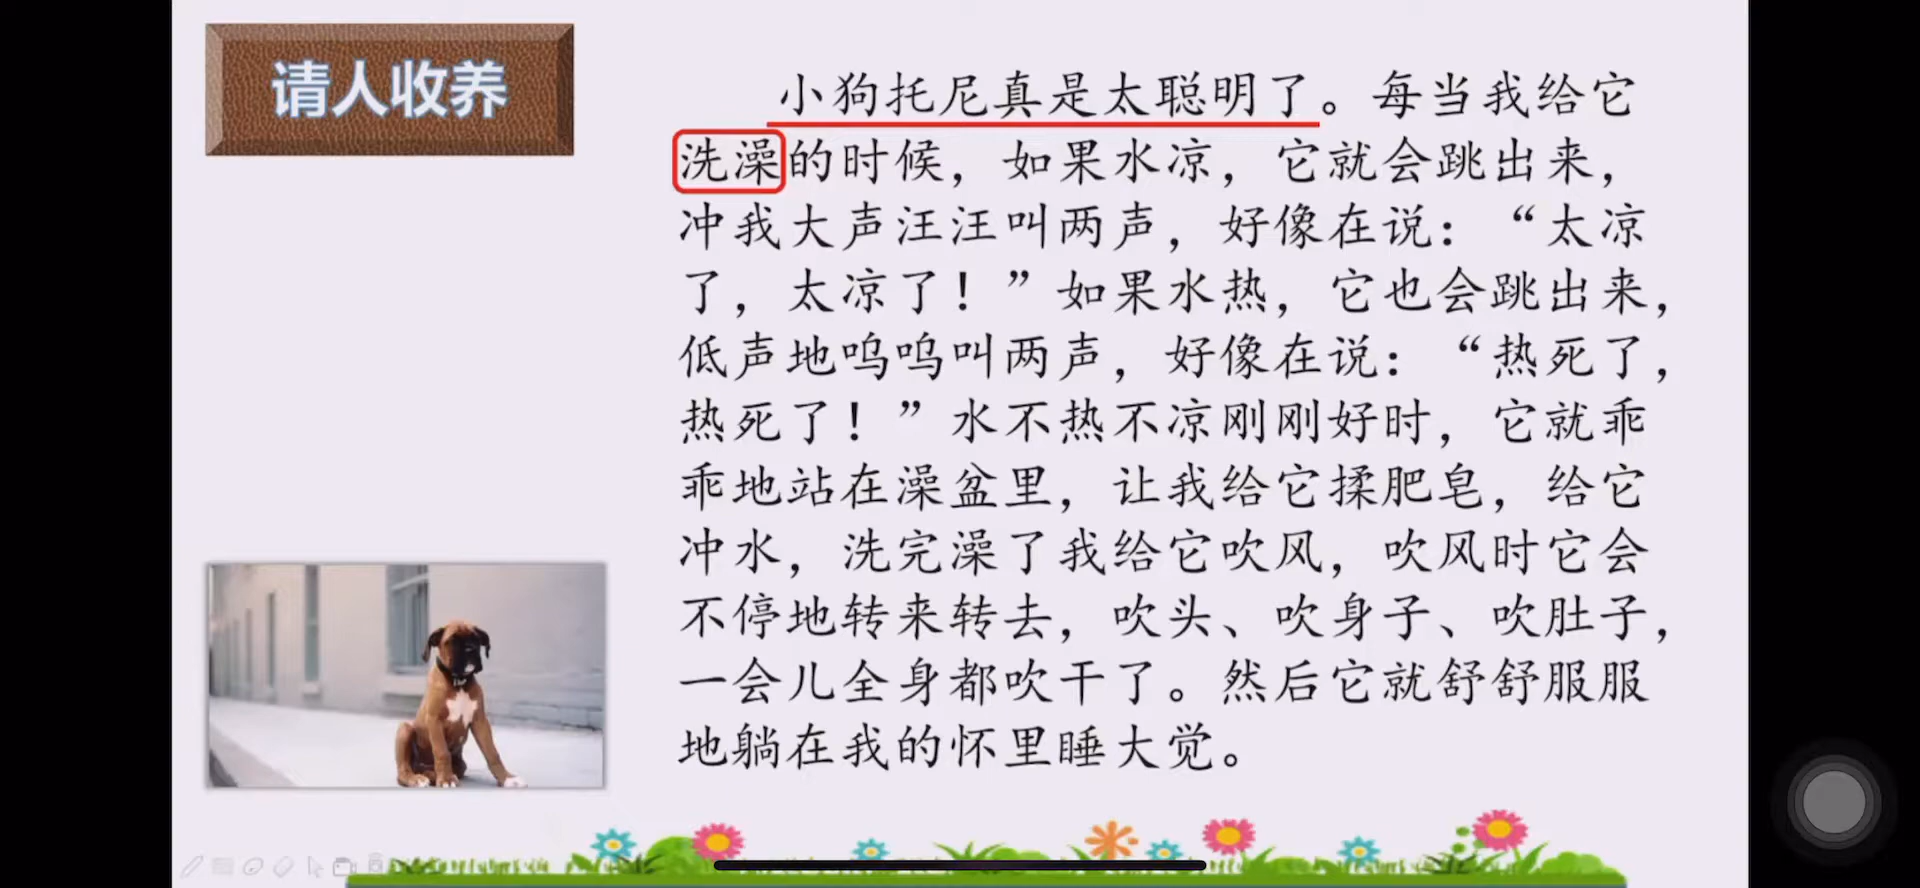 请人收养
小狗托尼真是太聪明了。每当我给它
洗澡的时候，如果水凉，它就会跳出来，
冲我大声汪汪叫两声，好像在说：“太凉
了，太凉了！”如果水热，它也会跳出来，
低声地呜呜叫两声，好像在说：“热死了，
热死了！”水不热不凉刚刚好时，它就乖
乖地站在澡盆里，让我给它揉肥皂，给它
冲水，洗完澡了我给它吹风，吹风时它会
不停地转来转去，吹头、吹身子、吹肚子，
一会儿全身都吹干了。然后它就舒舒服服
地躺在我的怀里睡大觉。